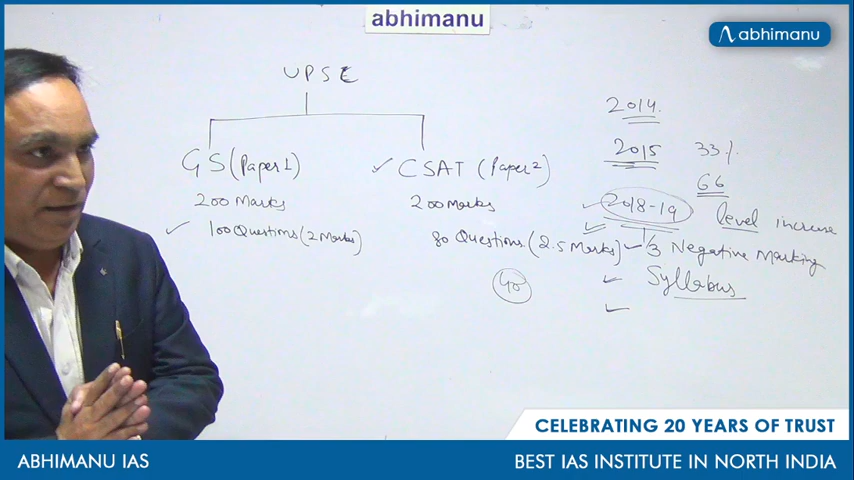 abhimanu
abhimanu
UPSC
2014.
2015 33%
66
GS (Paper 1) CSAT (Paper 2)
200 Marks 200 Marks 2018-19
level increase
100 Questions (2 Marks) 80 Questions (2.5 Marks) 1/3 Negative Marking
Syllabus
40
CELEBRATING 20 YEARS OF TRUST
ABHIMANU IAS BEST IAS INSTITUTE IN NORTH INDIA